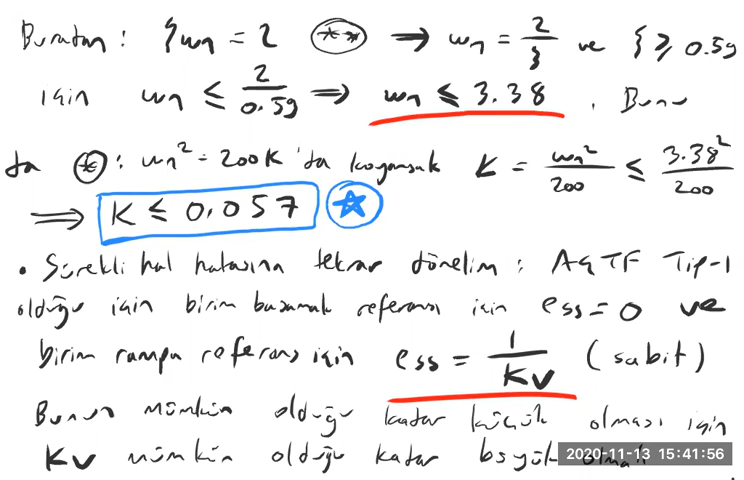 Buradan : ζωn = 2 (**) → ωn = 2/ζ ve ζ ≥ 0.59
için ωn ≤ 2/0.59 ⇒ ωn ≤ 3.38 . Bunu
da (*) : ωn² = 200K 'da koyarsak K = ωn²/200 ≤ 3.38²/200
⇒ K ≤ 0.057 ☆
• Sürekli hal hatasına tekrar dönelim : AÇTF Tip-1
olduğu için birim basamak referansı için ess = 0 ve
birim rampa referans için ess = 1/Kv (sabit)
Bunun mümkün olduğu kadar küçük olması için
Kv mümkün olduğu kadar büyük
2020-11-13 15:41:56